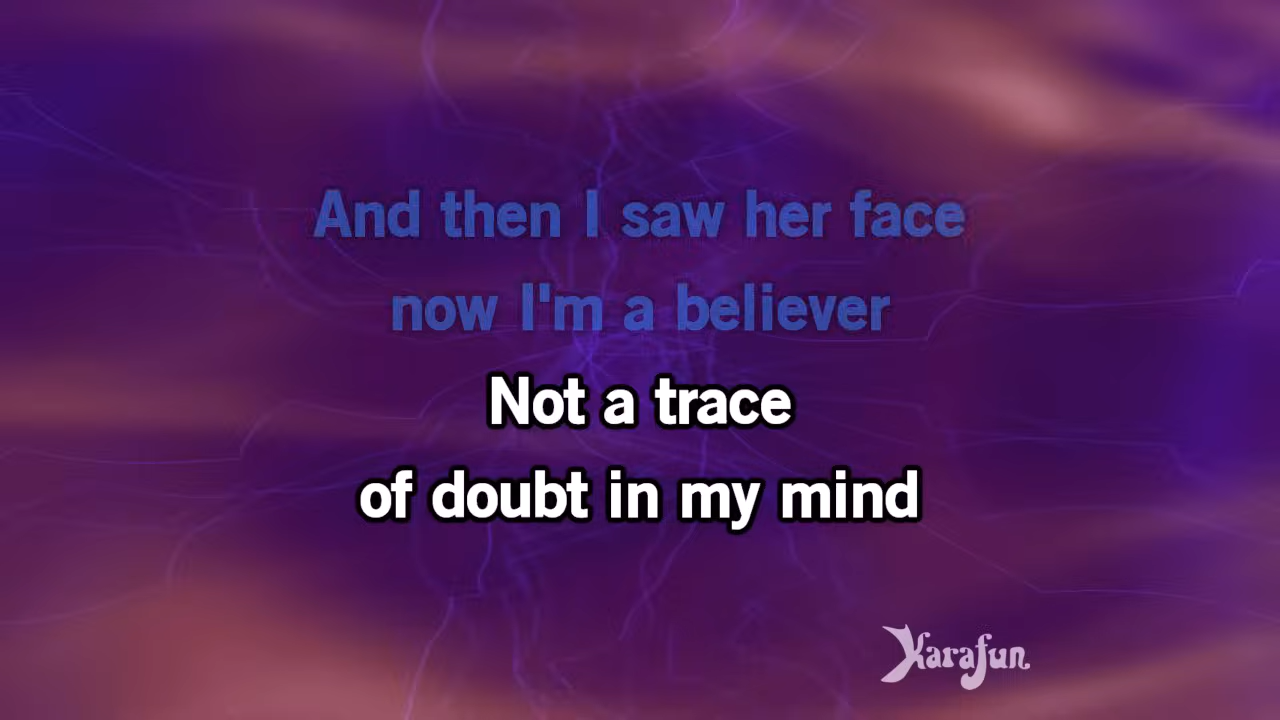 And then I saw her face
now I'm a believer
Not a trace
of doubt in my mind
Karafun